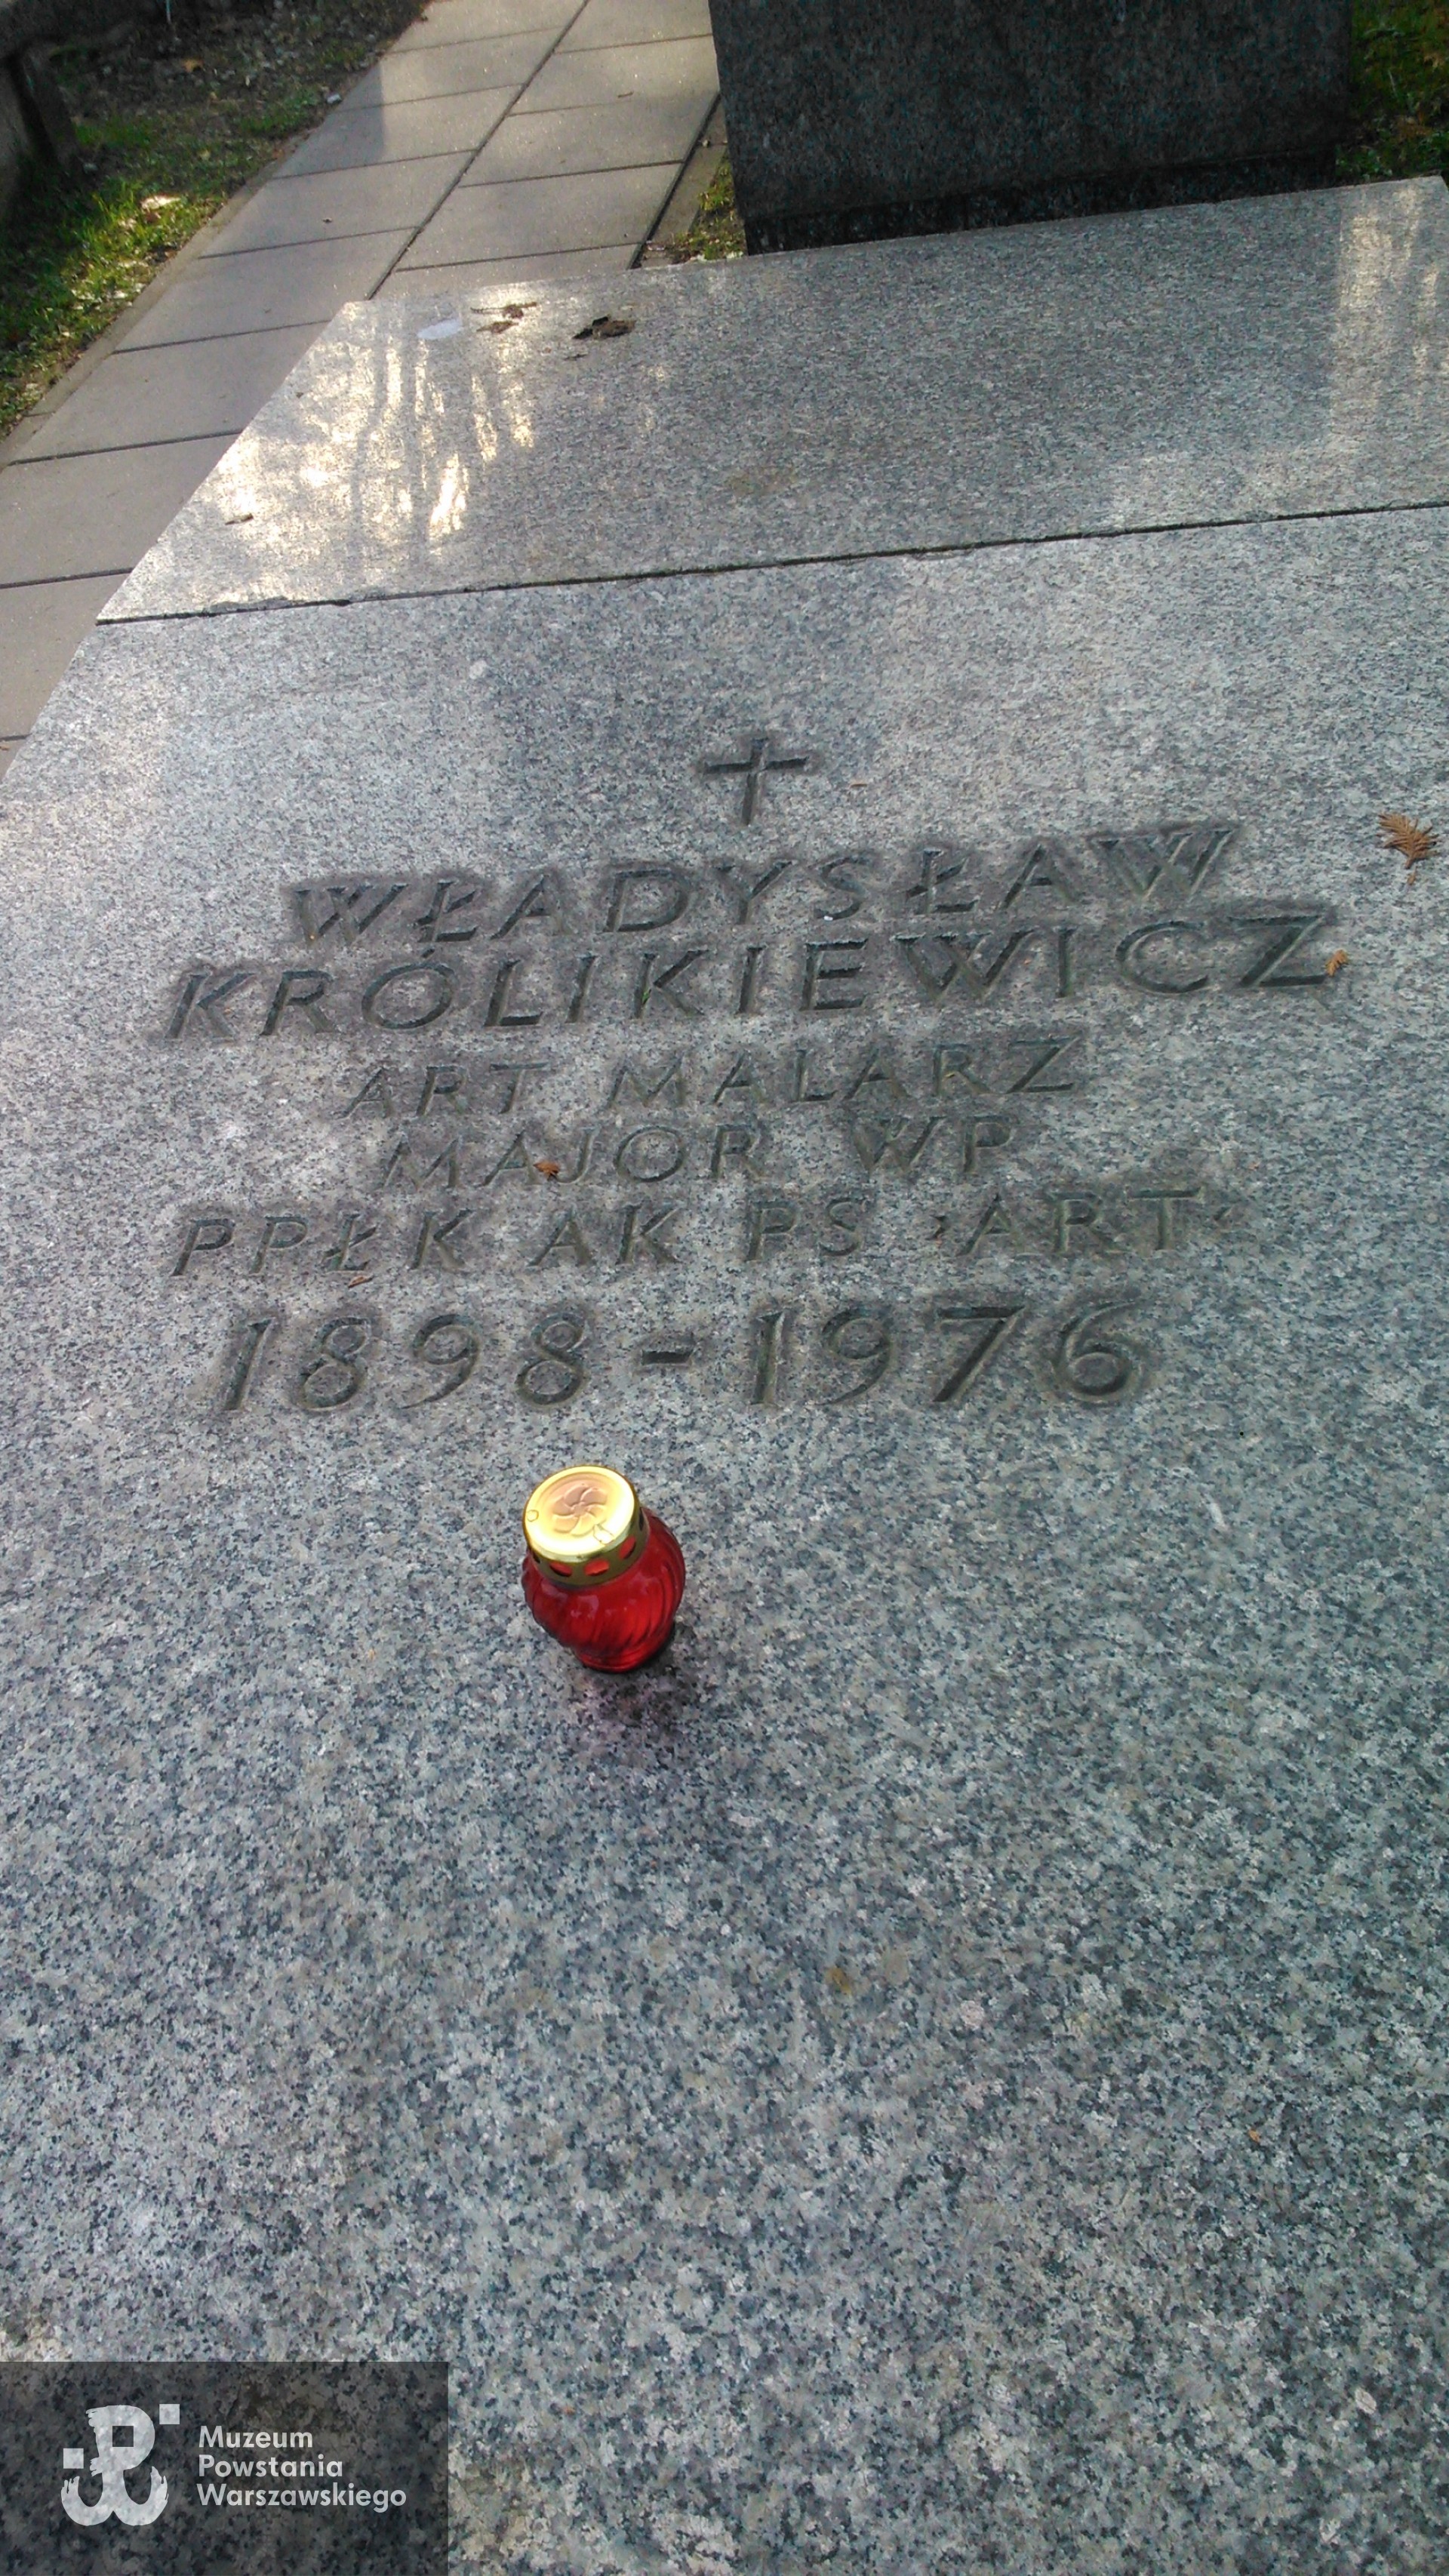 WŁADYSŁAW
KRÓLIKIEWICZ
ART MALARZ
MAJOR WP
PPŁK AK PS ›ART‹
1898-1976
Muzeum
Powstania
Warszawskiego